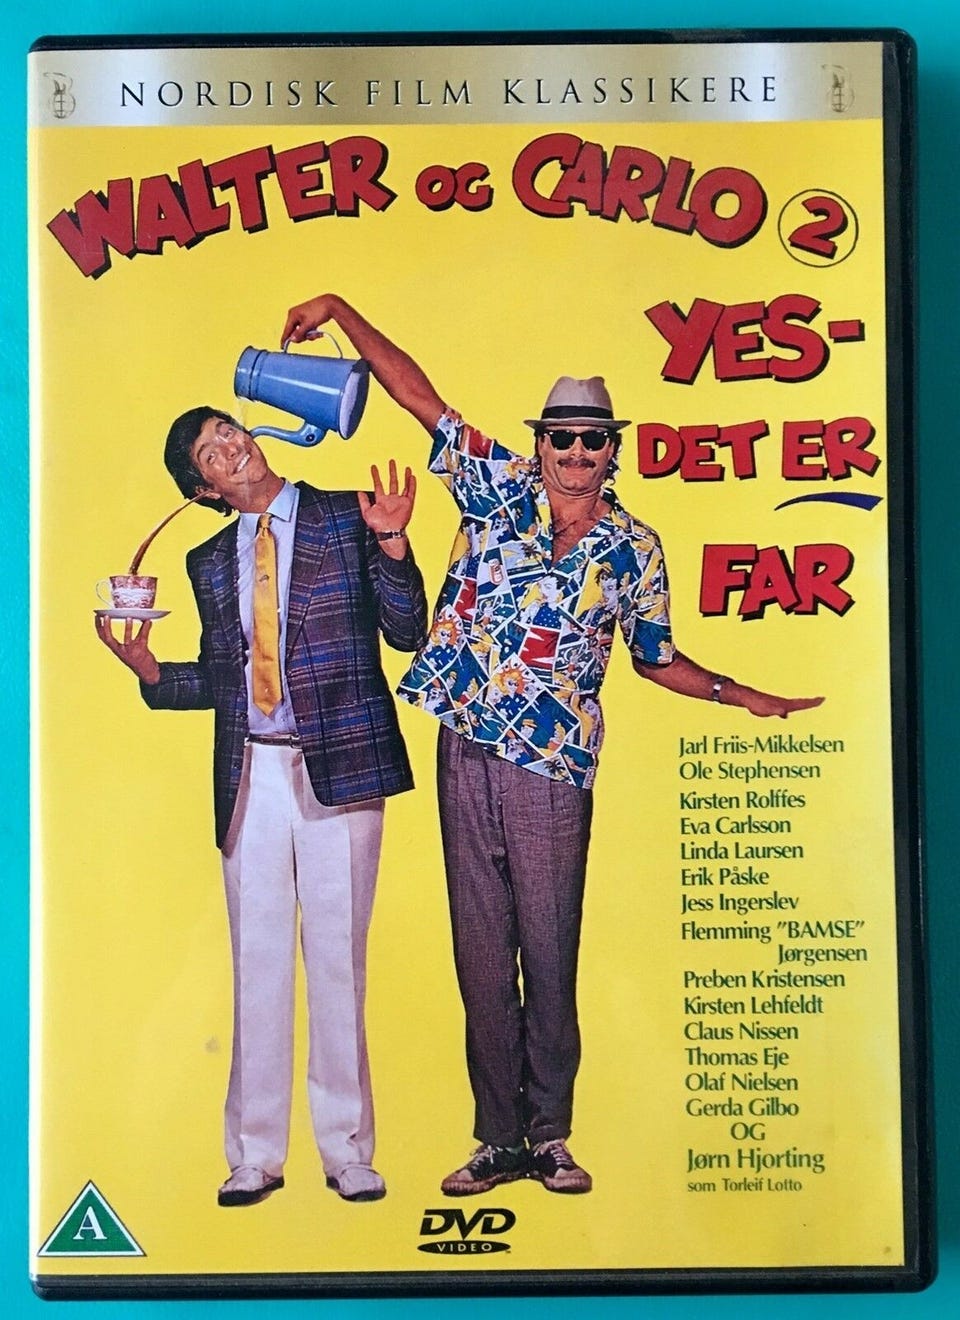 NORDISK FILM KLASSIKERE
WALTER OG CARLO 2
YES-
DET ER
FAR
Jarl Friis-Mikkelsen
Ole Stephensen
Kirsten Rolffes
Eva Carlsson
Linda Laursen
Erik Påske
Jess Ingerslev
Flemming "BAMSE"
Jørgensen
Preben Kristensen
Kirsten Lehfeldt
Claus Nissen
Thomas Eje
Olaf Nielsen
Gerda Gilbo
OG
Jørn Hjorting
som Torleif Lotto
A
DVD
VIDEO